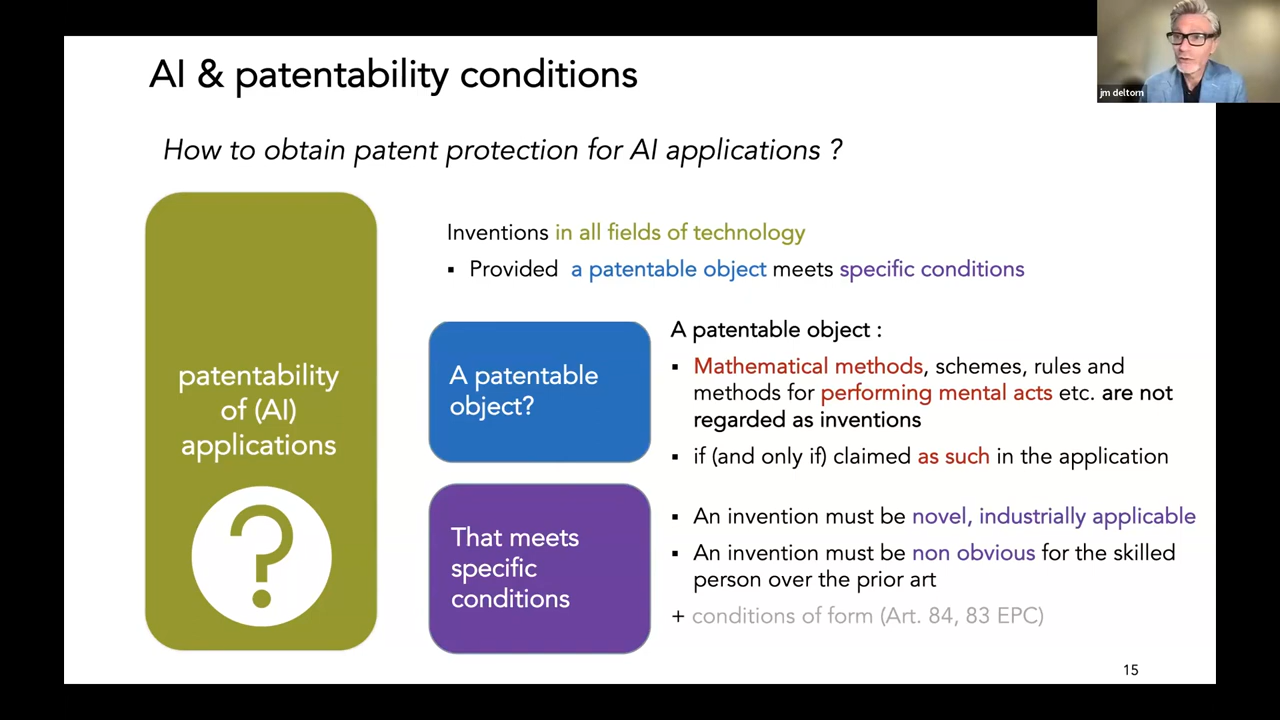 AI & patentability conditions
jm deltorn
How to obtain patent protection for AI applications ?
patentability
of (AI)
applications
?
Inventions in all fields of technology
▪ Provided a patentable object meets specific conditions
A patentable
object?
A patentable object :
▪ Mathematical methods, schemes, rules and
methods for performing mental acts etc. are not
regarded as inventions
▪ if (and only if) claimed as such in the application
That meets
specific
conditions
▪ An invention must be novel, industrially applicable
▪ An invention must be non obvious for the skilled
person over the prior art
+ conditions of form (Art. 84, 83 EPC)
15